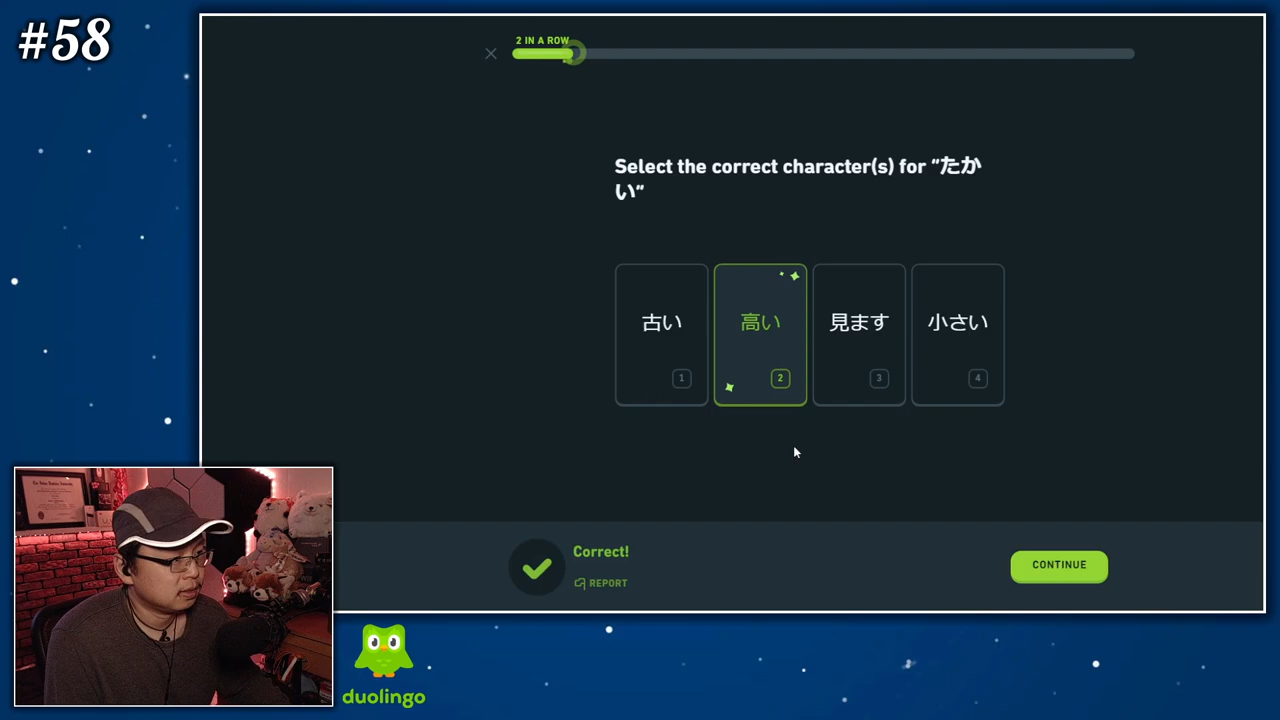 #58
2 IN A ROW
Select the correct character(s) for “たか
い”
古い
高い
見ます
小さい
1
2
3
4
Correct!
REPORT
CONTINUE
duolingo